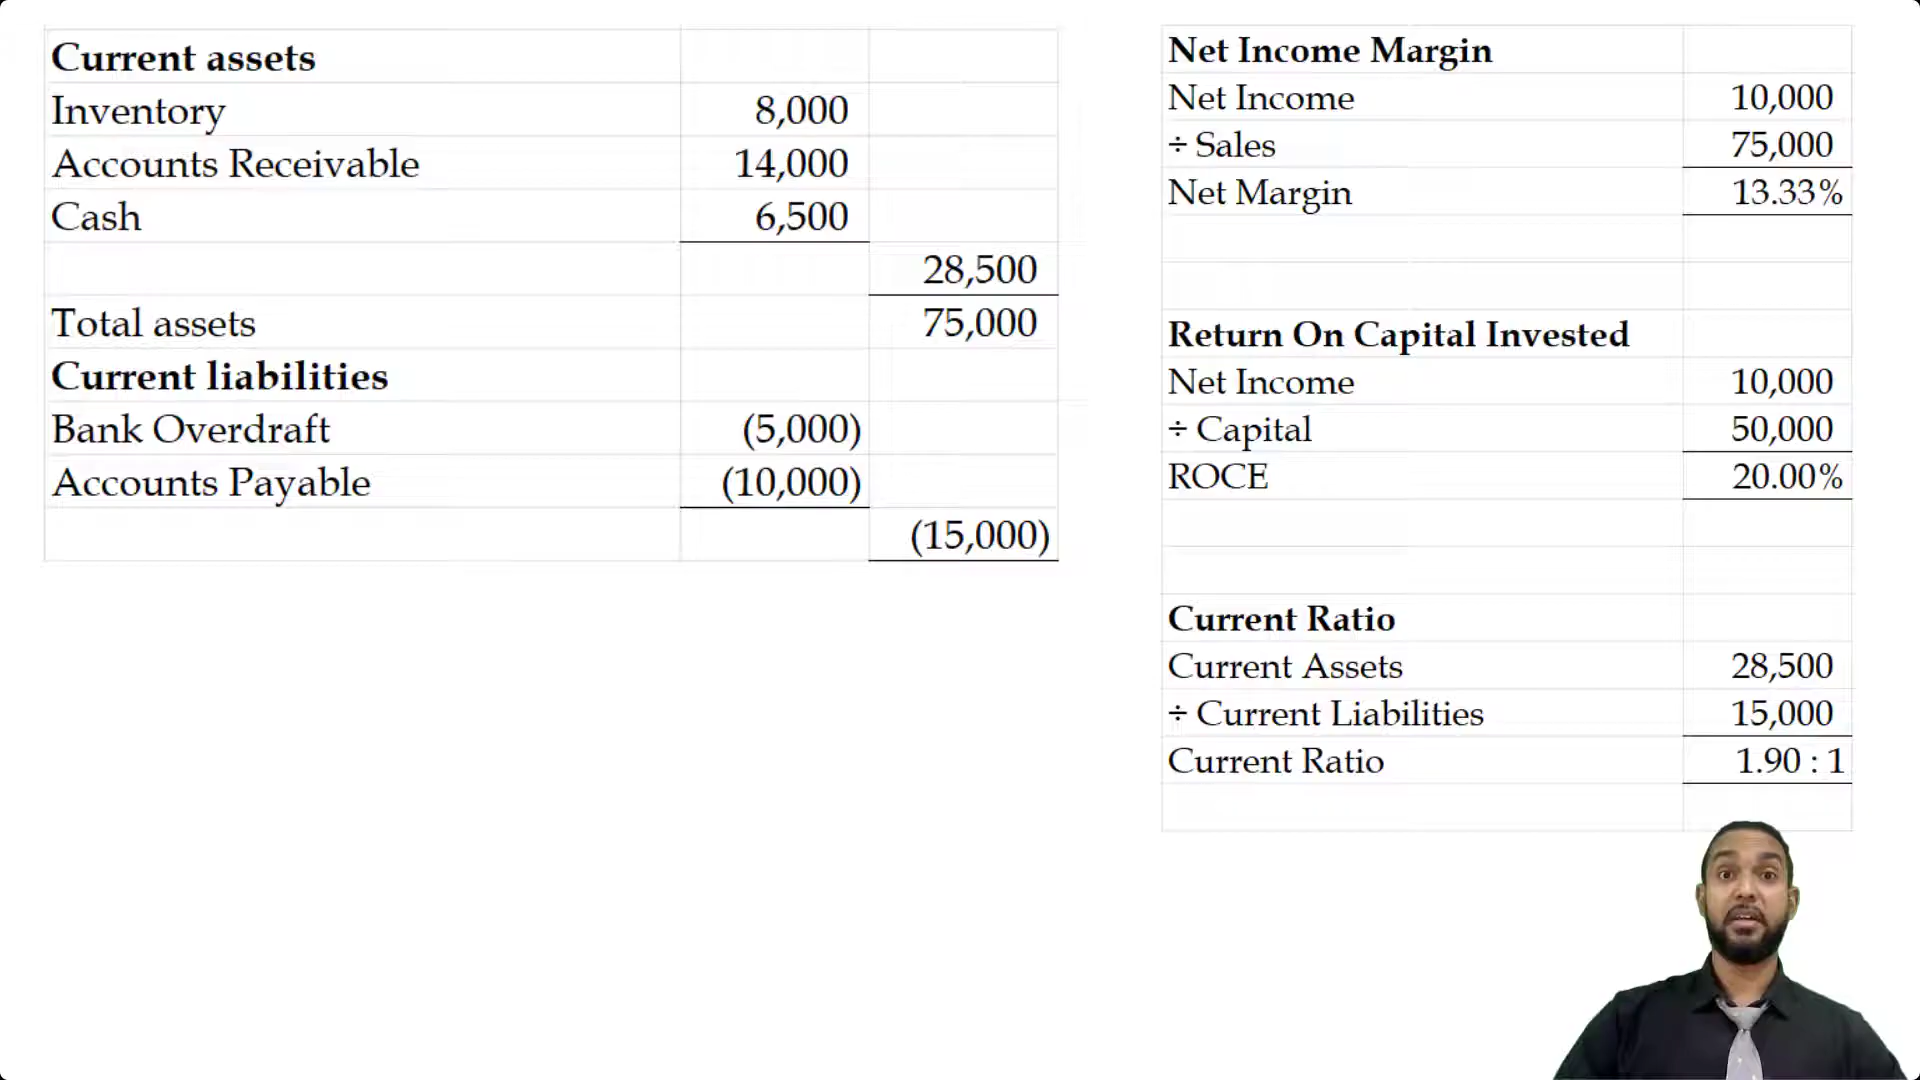 Current assets
Inventory 8,000
Accounts Receivable 14,000
Cash 6,500
28,500
Total assets 75,000
Current liabilities
Bank Overdraft (5,000)
Accounts Payable (10,000)
(15,000)
Net Income Margin
Net Income 10,000
÷ Sales 75,000
Net Margin 13.33%
Return On Capital Invested
Net Income 10,000
÷ Capital 50,000
ROCE 20.00%
Current Ratio
Current Assets 28,500
÷ Current Liabilities 15,000
Current Ratio 1.90 : 1